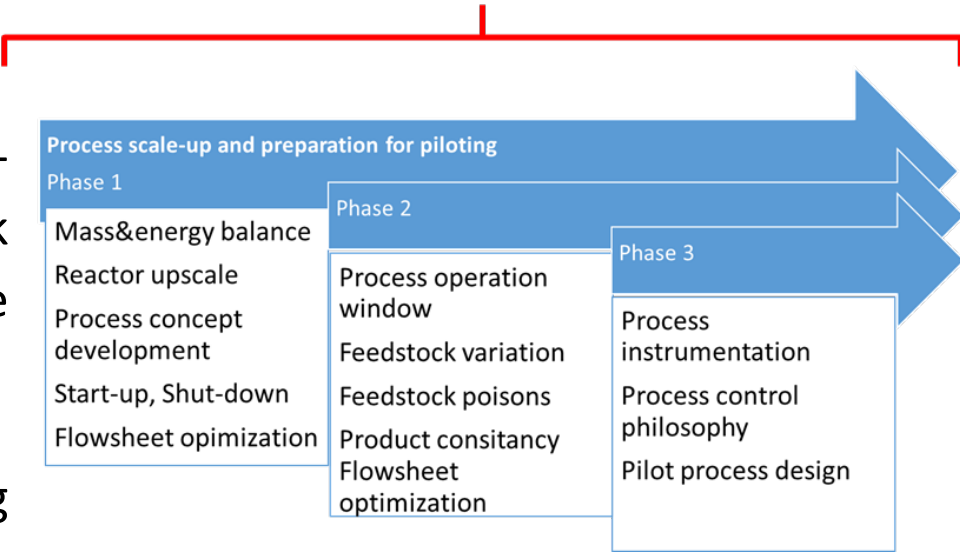 Process scale-up and preparation for piloting
Phase 1
Mass&energy balance
Reactor upscale
Process concept
development
Start-up, Shut-down
Flowsheet opimization
Phase 2
Process operation
window
Feedstock variation
Feedstock poisons
Product consitancy
Flowsheet
optimization
Phase 3
Process
instrumentation
Process control
philosophy
Pilot process design